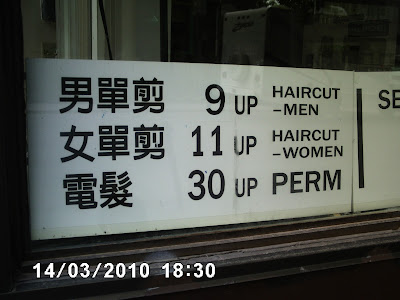 男單剪 9 UP HAIRCUT –MEN
女單剪 11 UP HAIRCUT –WOMEN
電髮 30 UP PERM
SE
14/03/2010 18:30